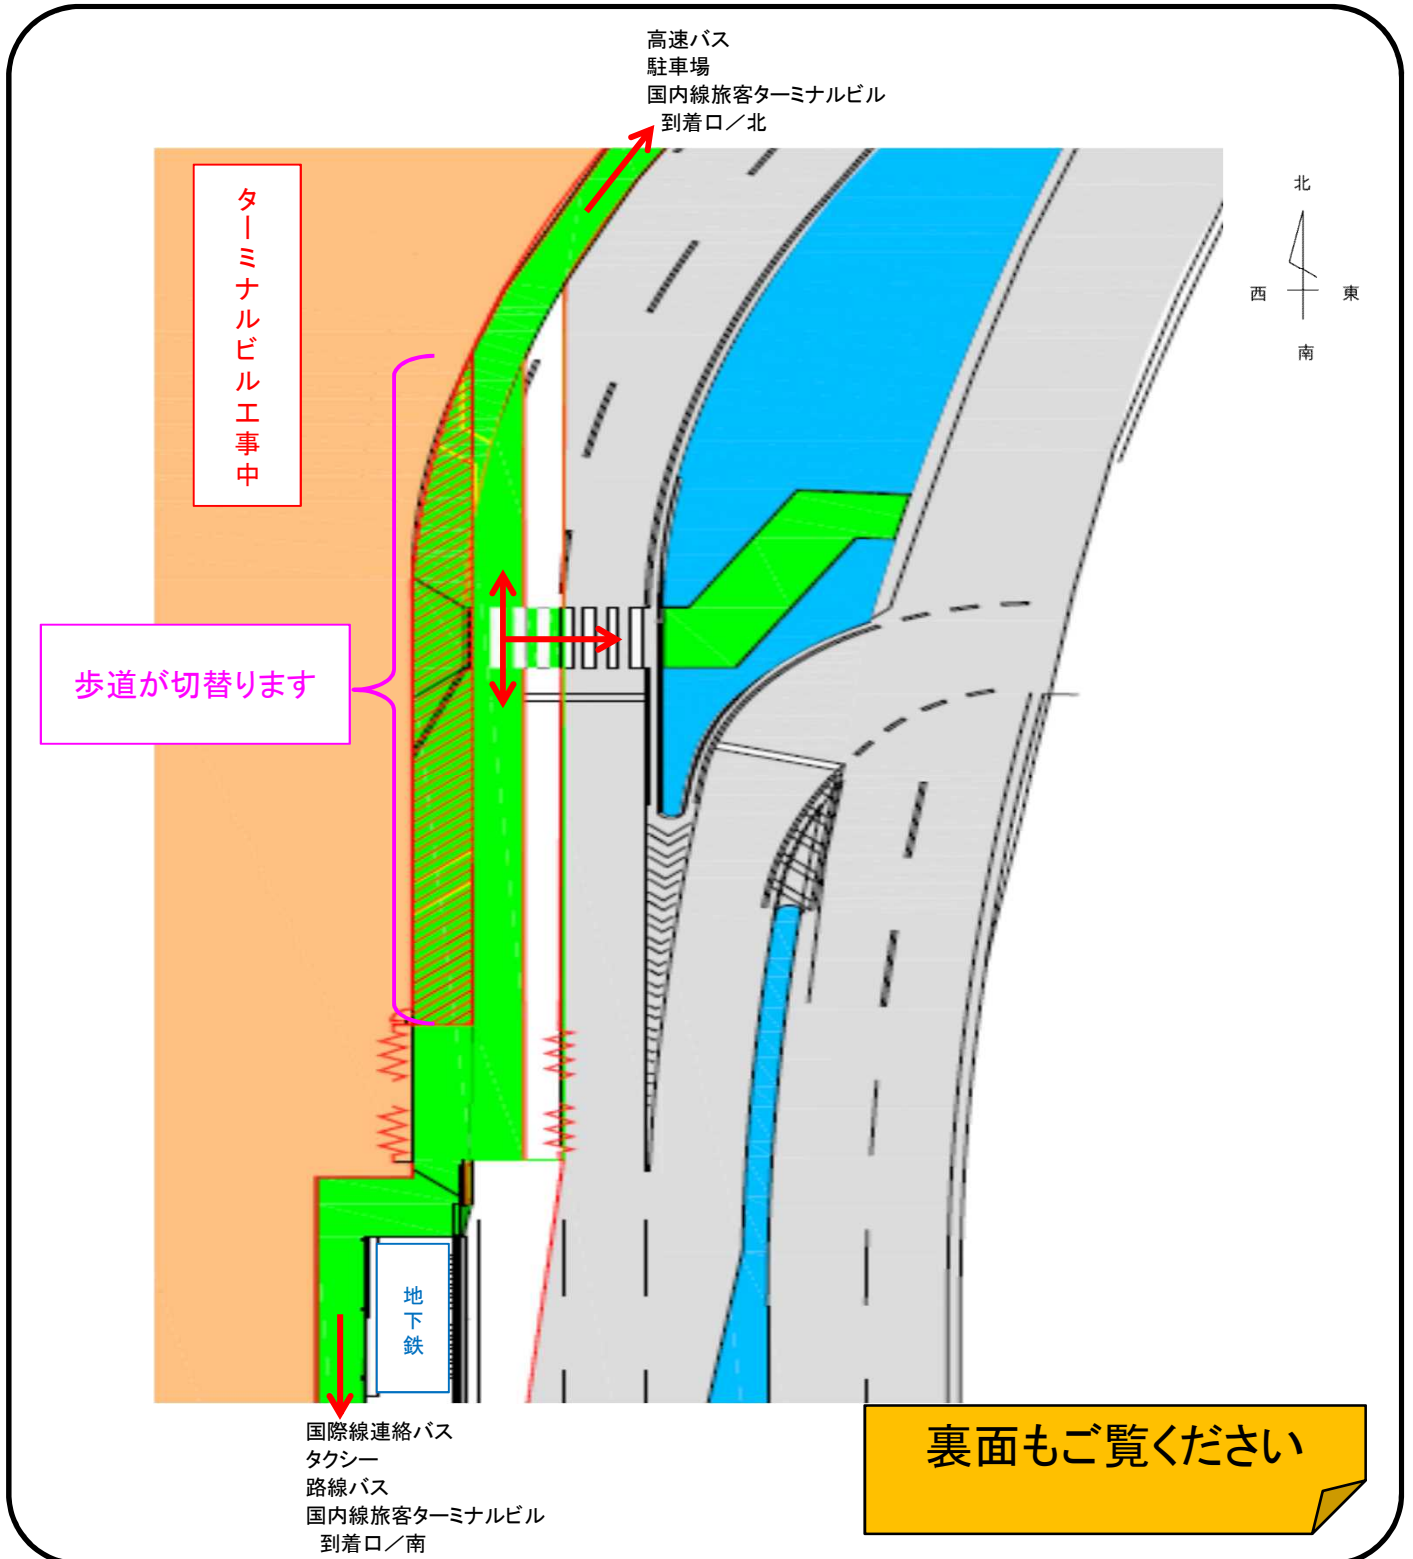 高速バス
駐車場
国内線旅客ターミナルビル
到着口／北
ターミナルビル工事中
北
西
東
南
歩道が切替ります
地下鉄
国際線連絡バス
タクシー
路線バス
国内線旅客ターミナルビル
到着口／南
裏面もご覧ください